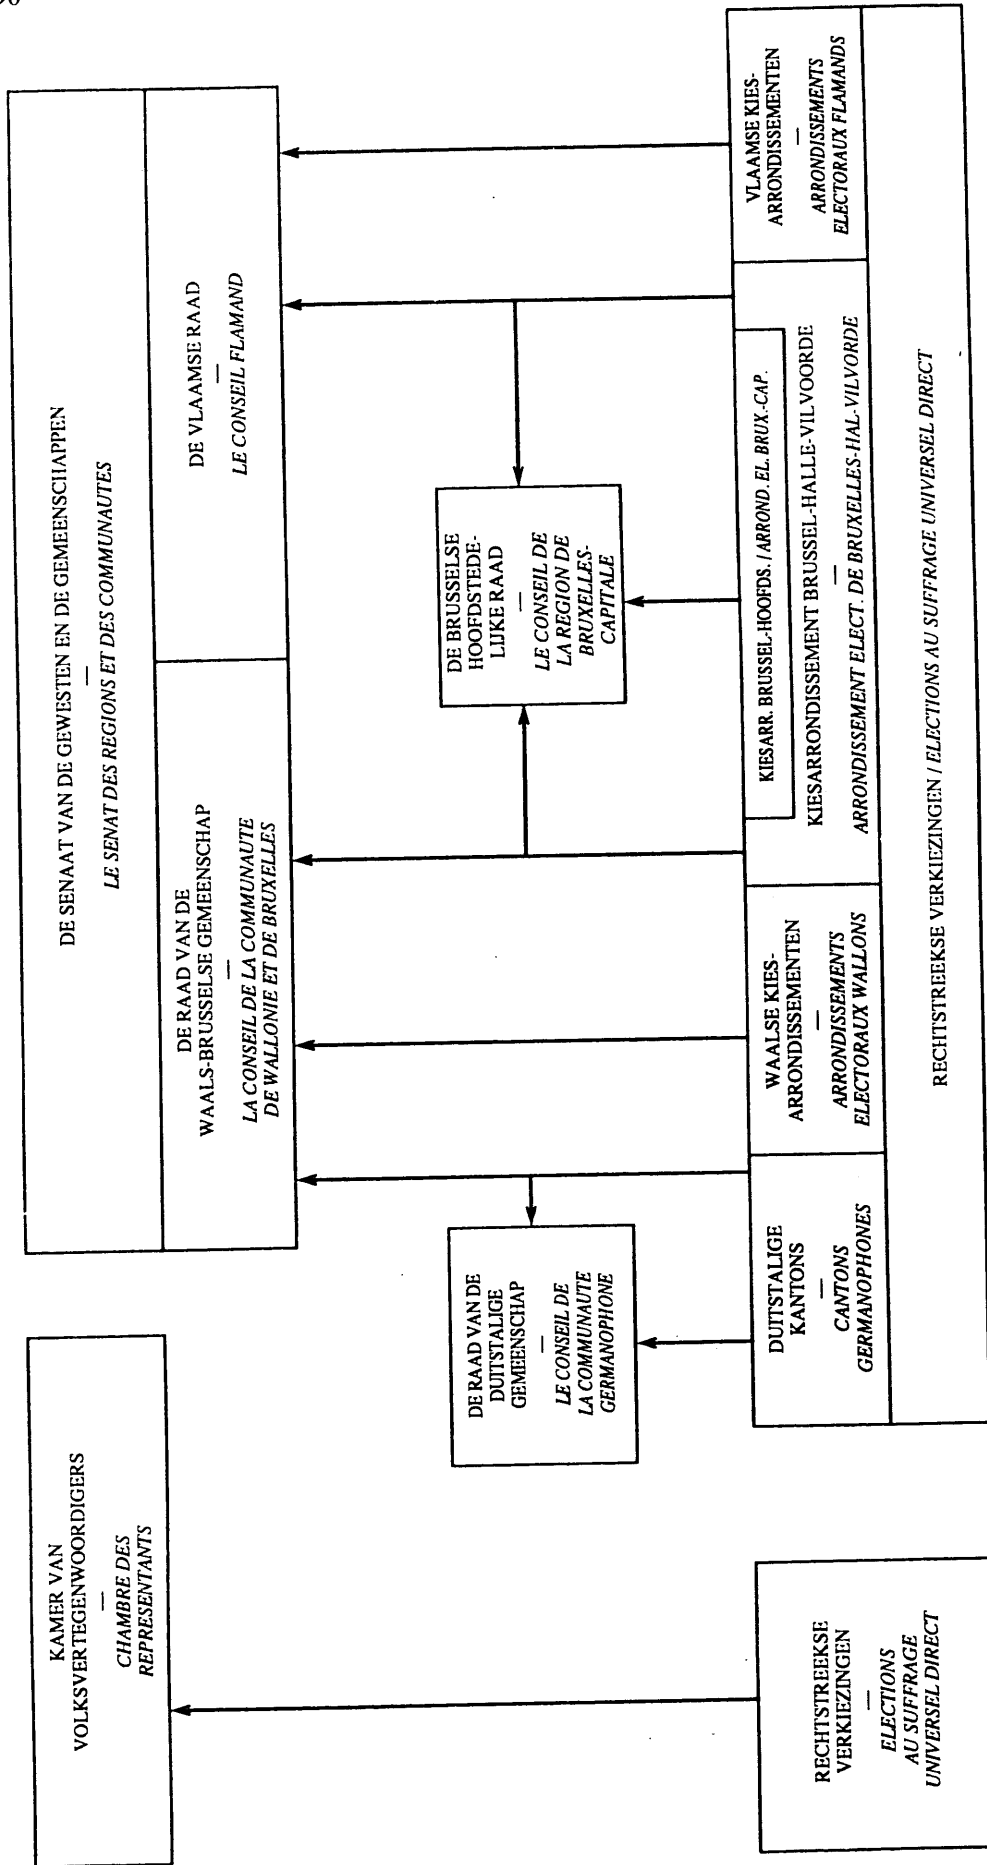 KAMER VAN
VOLKSVERTEGENWOORDIGERS
—
CHAMBRE DES
REPRESENTANTS
DE SENAAT VAN DE GEWESTEN EN DE GEMEENSCHAPPEN
—
LE SENAT DES REGIONS ET DES COMMUNAUTES
DE RAAD VAN DE
WAALS-BRUSSELSE GEMEENSCHAP
—
LA CONSEIL DE LA COMMUNAUTE
DE WALLONIE ET DE BRUXELLES
DE VLAAMSE RAAD
—
LE CONSEIL FLAMAND
DE RAAD VAN DE
DUITSTALIGE
GEMEENSCHAP
—
LE CONSEIL DE
LA COMMUNAUTE
GERMANOPHONE
DE BRUSSELSE
HOOFDSTEDE-
LIJKE RAAD
—
LE CONSEIL DE
LA REGION DE
BRUXELLES-
CAPITALE
RECHTSTREEKSE
VERKIEZINGEN
—
ELECTIONS
AU SUFFRAGE
UNIVERSEL DIRECT
DUITSTALIGE
KANTONS
—
CANTONS
GERMANOPHONES
WAALSE KIES-
ARRONDISSEMENTEN
—
ARRONDISSEMENTS
ELECTORAUX WALLONS
KIESARR. BRUSSEL-HOOFDS. / ARROND. EL. BRUX.-CAP.
KIESARRONDISSEMENT BRUSSEL-HALLE-VILVOORDE
—
ARRONDISSEMENT ELECT. DE BRUXELLES-HAL-VILVORDE
VLAAMSE KIES-
ARRONDISSEMENTEN
—
ARRONDISSEMENTS
ELECTORAUX FLAMANDS
RECHTSTREEKSE VERKIEZINGEN / ELECTIONS AU SUFFRAGE UNIVERSEL DIRECT